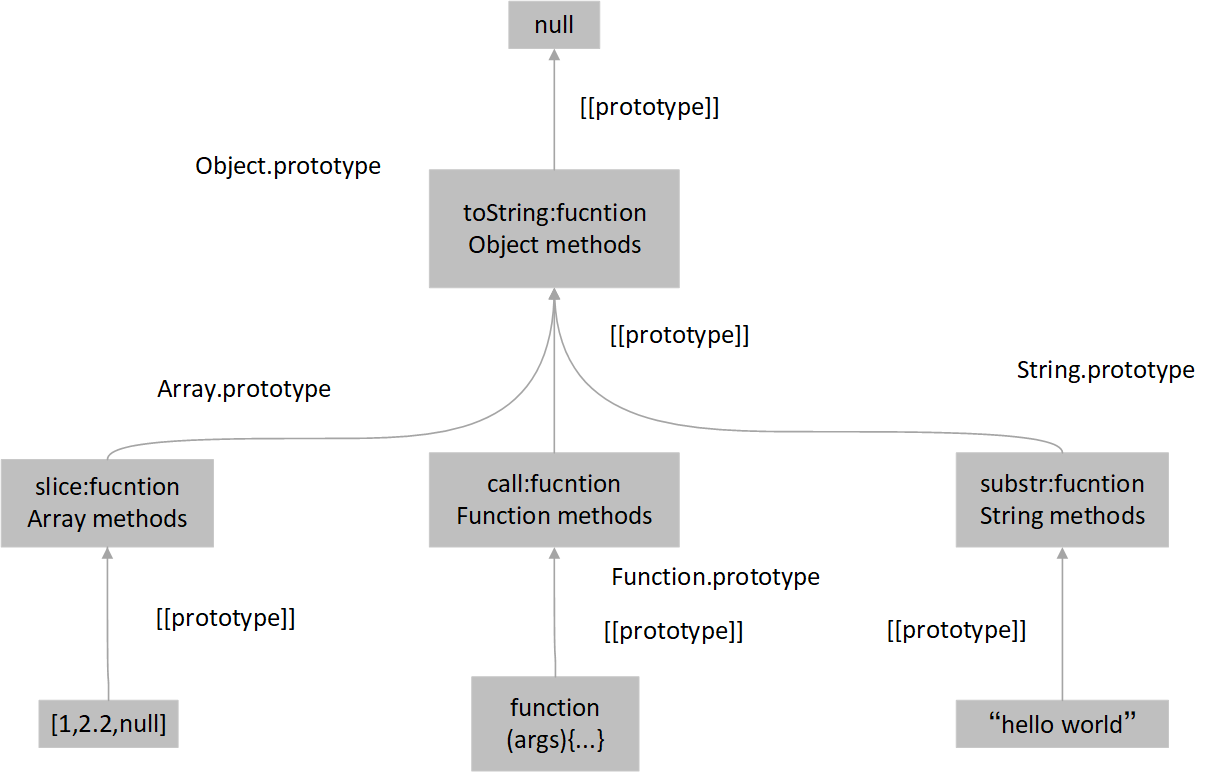 null
[[prototype]]
Object.prototype
toString:fucntion
Object methods
[[prototype]]
Array.prototype
String.prototype
slice:fucntion
Array methods
call:fucntion
Function methods
substr:fucntion
String methods
Function.prototype
[[prototype]]
[[prototype]]
[[prototype]]
[1,2.2,null]
function
(args){...}
“hello world”